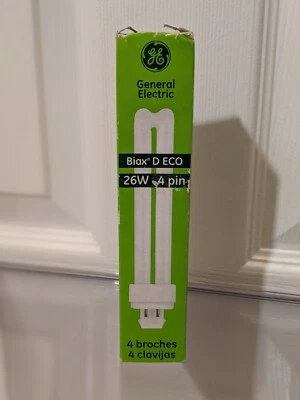 GE
General
Electric
Biax® D ECO
26W - 4 pin
4 broches
4 clavijas